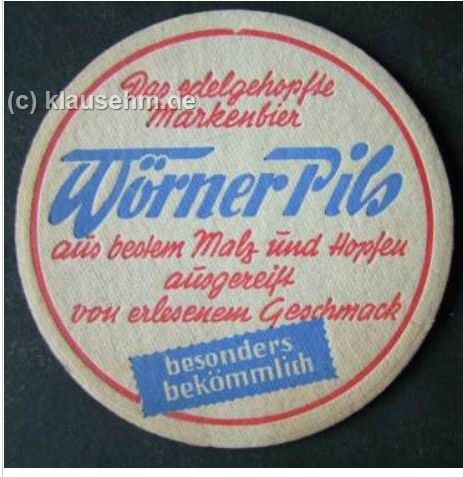 Das edelgehopfte
(c) klausehm.de
Markenbier
Wörner Pils
aus bestem Malz und Hopfen
ausgereift
von erlesenem Geschmack
besonders
bekömmlich